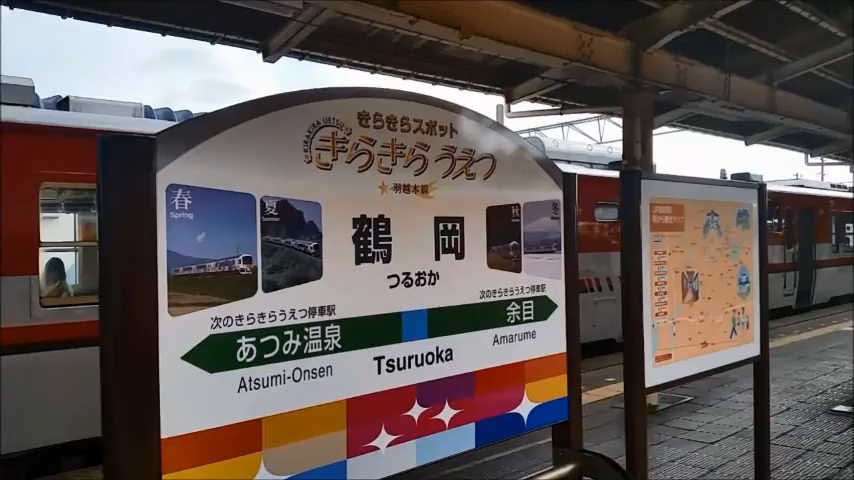 きらきらスポット
KIRAKIRA UETSU
きらきらうえつ
羽越本線
春
Spring
夏
Summer
鶴岡
つるおか
秋
冬
次のきらきらうえつ停車駅
あつみ温泉
Atsumi-Onsen
Tsuruoka
次のきらきらうえつ停車駅
余目
Amarume